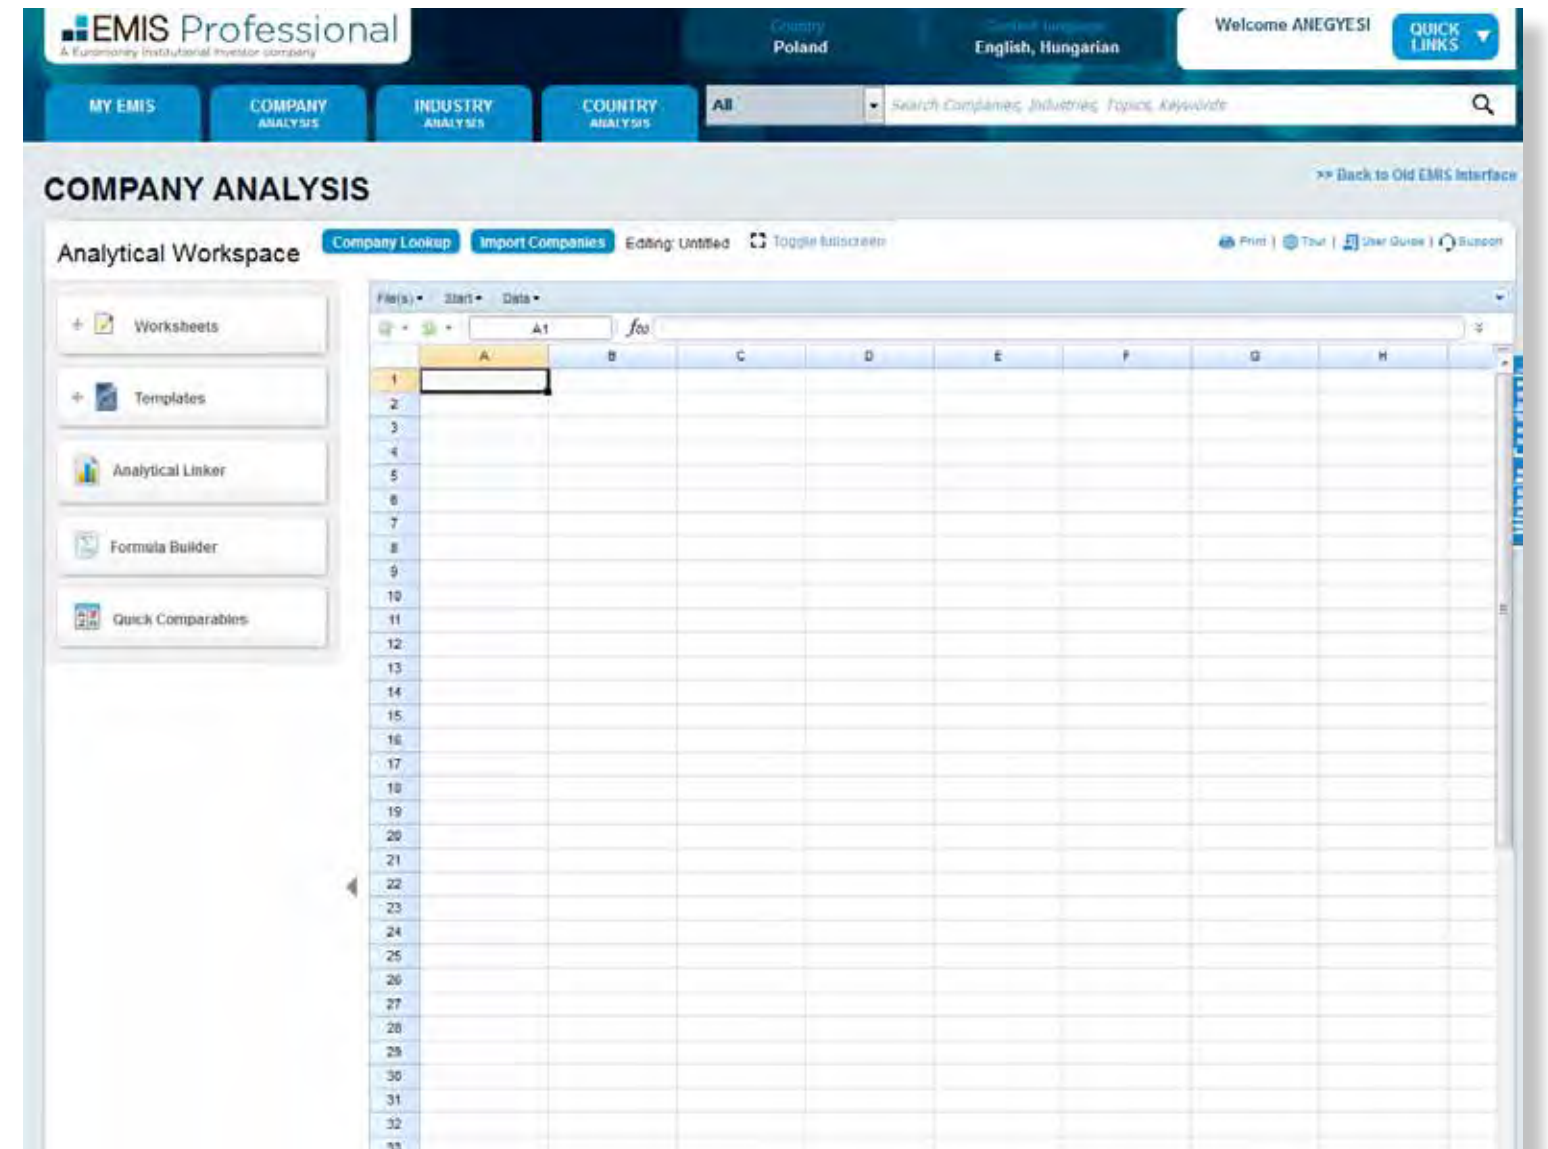 EMIS Professional
A Euromoney Institutional Investor company
Country
Poland
English, Hungarian
Welcome ANEGYESI
QUICK
LINKS
MY EMIS
COMPANY
ANALYSIS
INDUSTRY
ANALYSIS
COUNTRY
ANALYSIS
All
Search Companies, Industries, Topics, Keywords
COMPANY ANALYSIS
>> Back to Old EMIS Interface
Analytical Workspace
Company Lookup
Import Companies
Editing: Untitled
Toggle fullscreen
Print | Tour | User Guide | Support
Worksheets
Templates
Analytical Linker
Formula Builder
Quick Comparables
File(s) Start Data
A1
A B C D E F G H
1
2
3
4
5
6
7
8
9
10
11
12
13
14
15
16
17
18
19
20
21
22
23
24
25
26
27
28
29
30
31
32
33